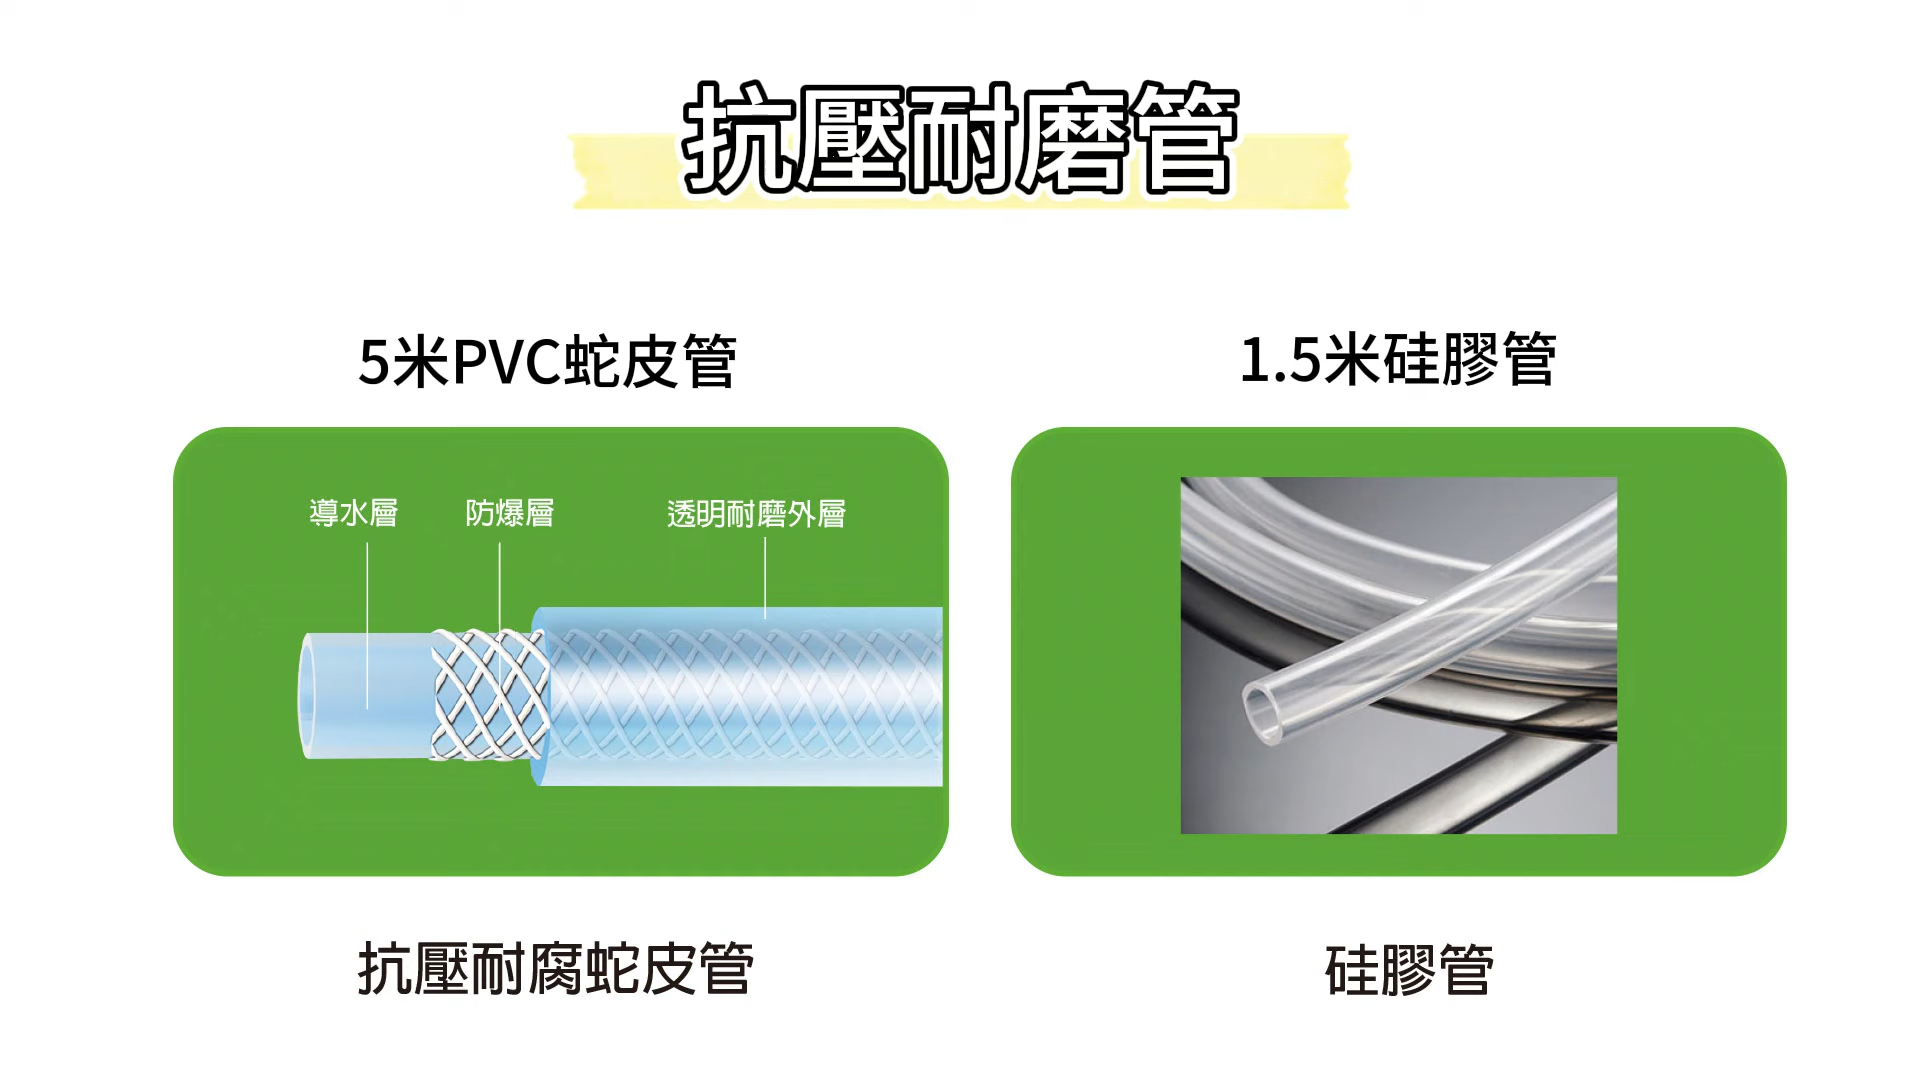 抗壓耐磨管
5米PVC蛇皮管
1.5米硅膠管
導水層
防爆層
透明耐磨外層
抗壓耐腐蛇皮管
硅膠管